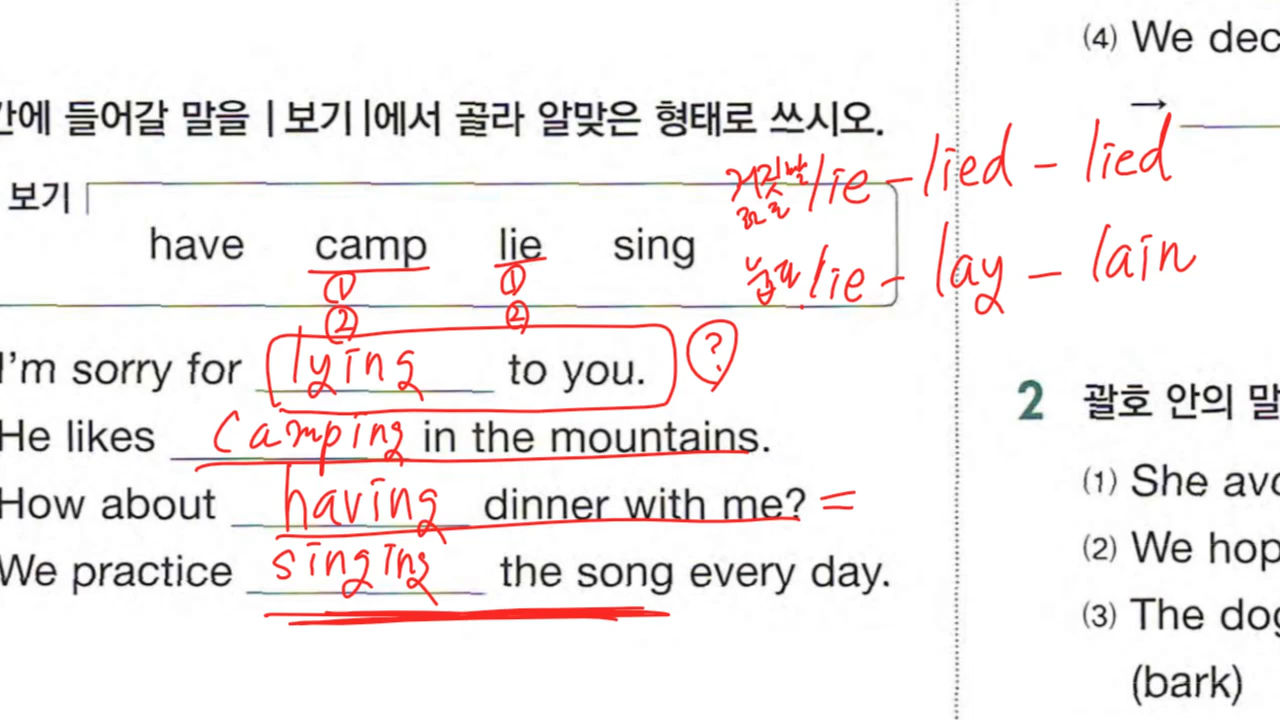 (4) We dec
→
간에 들어갈 말을 | 보기 |에서 골라 알맞은 형태로 쓰시오.
거짓말 lie - lied - lied
보기
have camp lie sing
① ①
② ②
lie - lay - lain
I'm sorry for lying to you. ?
He likes camping in the mountains.
How about having dinner with me? =
We practice singing the song every day.
2 괄호 안의 말
(1) She avo
(2) We hop
(3) The dog
(bark)